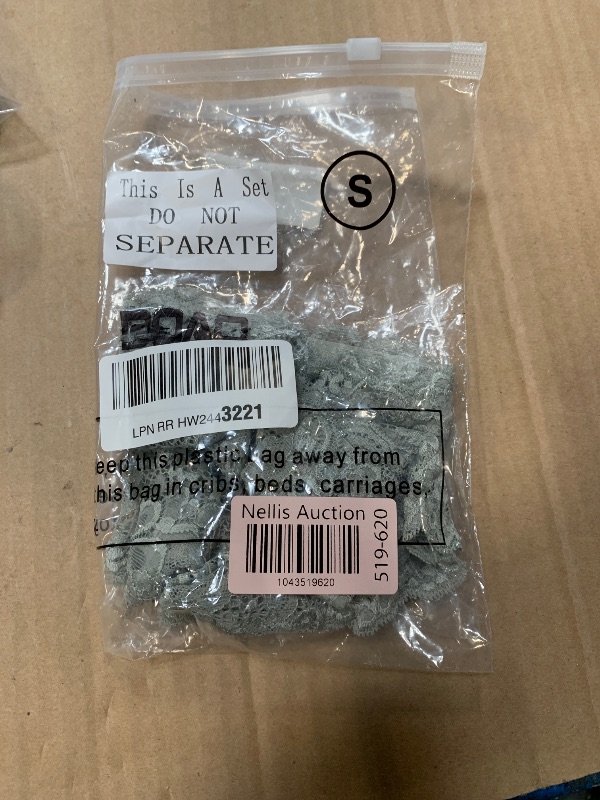 This Is A Set
DO NOT
SEPARATE
S
LPN RR HW2443221
eep this plastic bag away from
his bag in cribs, beds, carriages,
Nellis Auction
1043519620
519-620